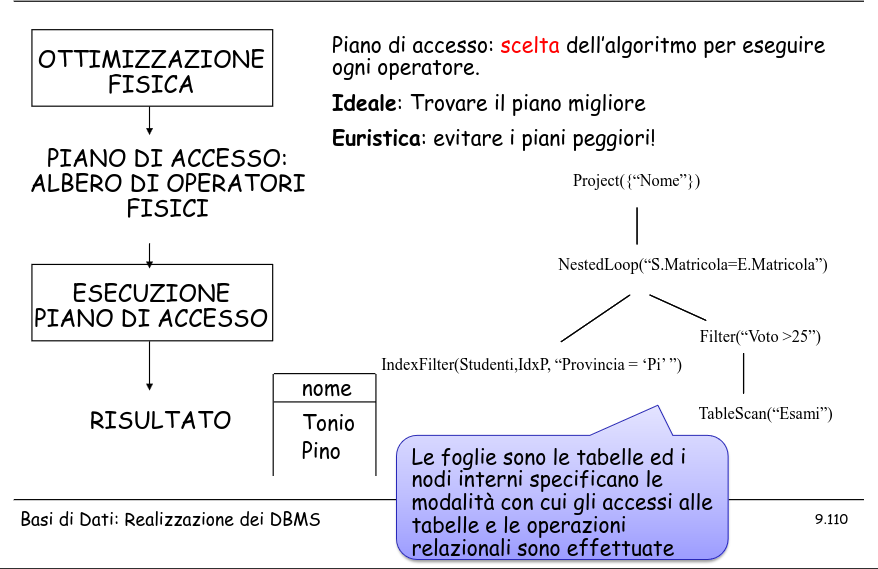 OTTIMIZZAZIONE
FISICA
PIANO DI ACCESSO:
ALBERO DI OPERATORI
FISICI
ESECUZIONE
PIANO DI ACCESSO
RISULTATO
Piano di accesso: scelta dell’algoritmo per eseguire
ogni operatore.
Ideale: Trovare il piano migliore
Euristica: evitare i piani peggiori!
Project({“Nome”})
NestedLoop(“S.Matricola=E.Matricola”)
Filter(“Voto >25”)
IndexFilter(Studenti,IdxP, “Provincia = ‘Pi’ ”)
TableScan(“Esami”)
nome
Tonio
Pino
Le foglie sono le tabelle ed i
nodi interni specificano le
modalità con cui gli accessi alle
tabelle e le operazioni
relazionali sono effettuate
Basi di Dati: Realizzazione dei DBMS
9.110